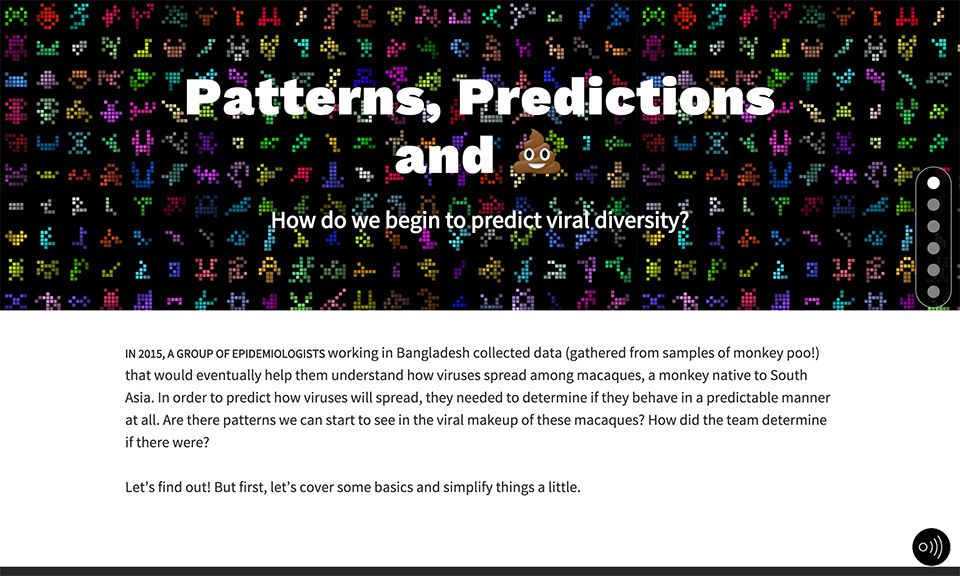 Patterns, Predictions
and 💩
How do we begin to predict viral diversity?
IN 2015, A GROUP OF EPIDEMIOLOGISTS working in Bangladesh collected data (gathered from samples of monkey poo!)
that would eventually help them understand how viruses spread among macaques, a monkey native to South
Asia. In order to predict how viruses will spread, they needed to determine if they behave in a predictable manner
at all. Are there patterns we can start to see in the viral makeup of these macaques? How did the team determine
if there were?
Let’s find out! But first, let’s cover some basics and simplify things a little.